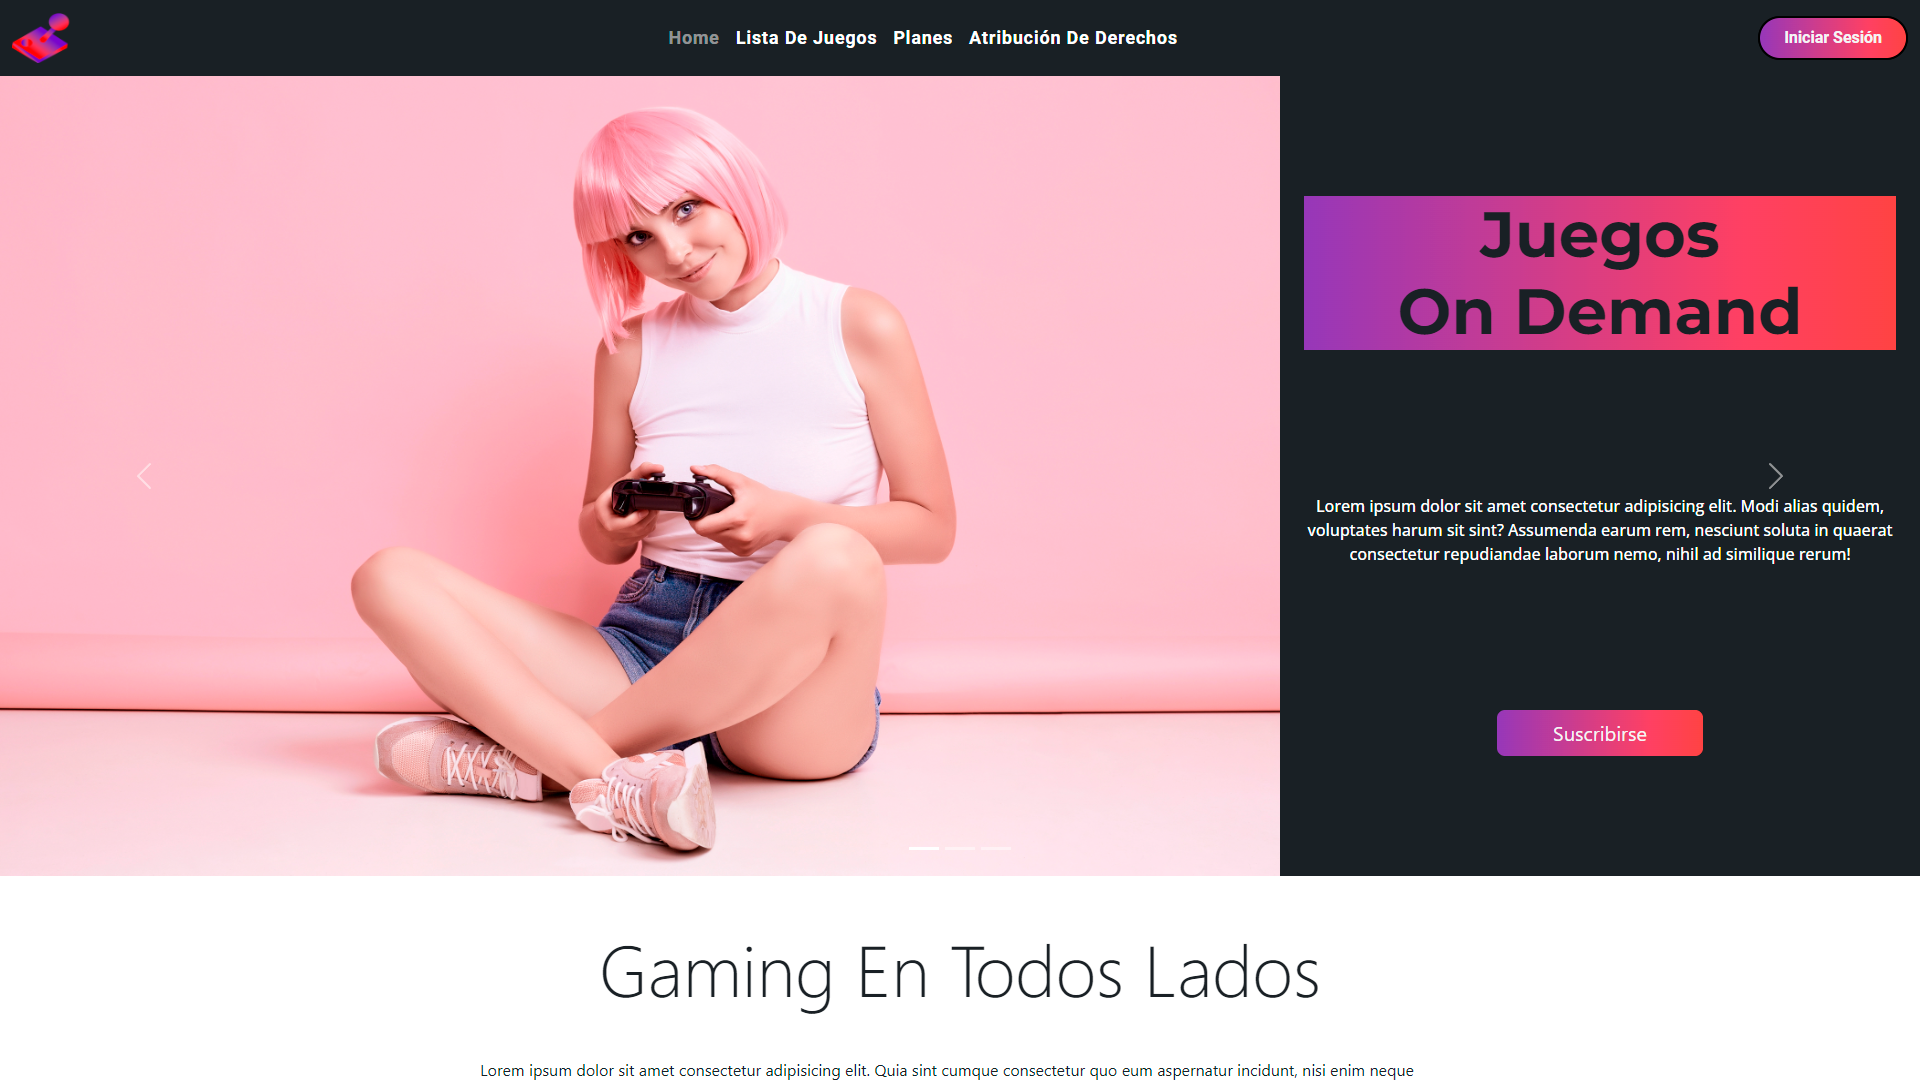 Home Lista De Juegos Planes Atribución De Derechos Iniciar Sesión
Juegos
On Demand
Lorem ipsum dolor sit amet consectetur adipisicing elit. Modi alias quidem,
voluptates harum sit sint? Assumenda earum rem, nesciunt soluta in quaerat
consectetur repudiandae laborum nemo, nihil ad similique rerum!
Suscribirse
Gaming En Todos Lados
Lorem ipsum dolor sit amet consectetur adipisicing elit. Quia sint cumque consectetur quo eum aspernatur incidunt, nisi enim neque